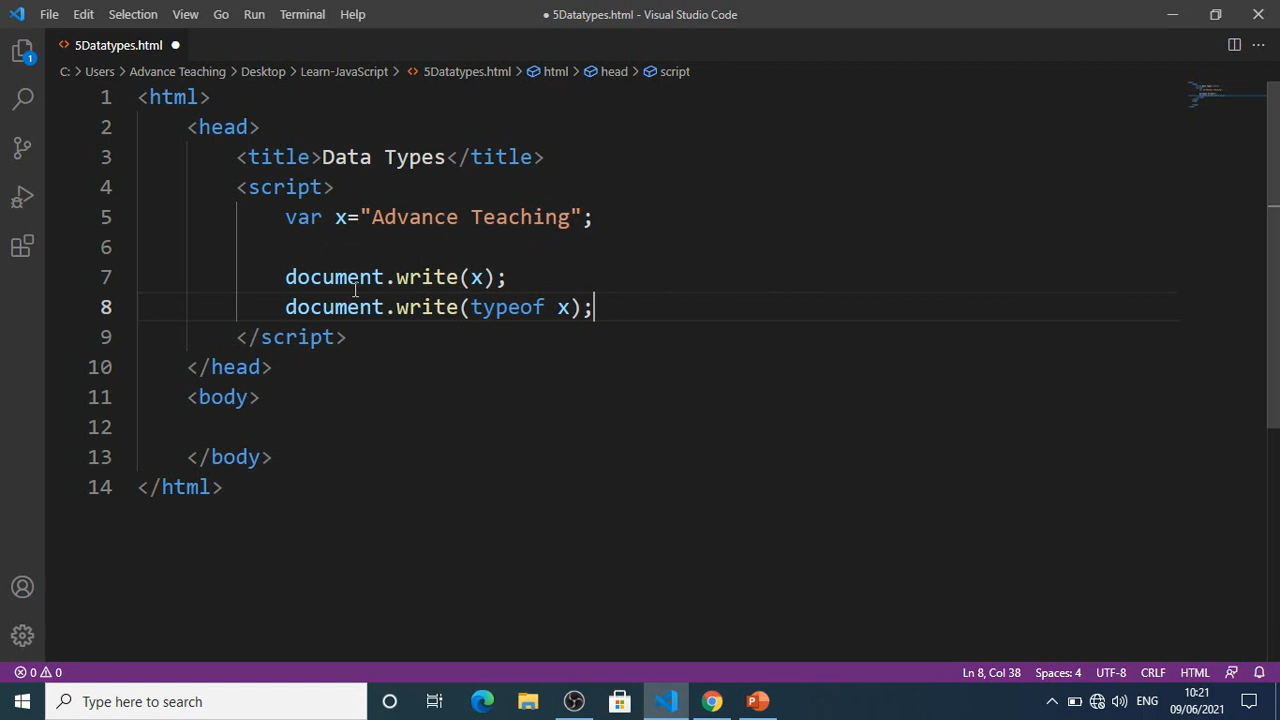 File Edit Selection View Go Run Terminal Help ● 5Datatypes.html - Visual Studio Code
<> 5Datatypes.html ●
C: > Users > Advance Teaching > Desktop > Learn-JavaScript > <> 5Datatypes.html > html > head > script
1 <html>
2 <head>
3 <title>Data Types</title>
4 <script>
5 var x="Advance Teaching";
6
7 document.write(x);
8 document.write(typeof x);
9 </script>
10 </head>
11 <body>
12
13 </body>
14 </html>
1
0 0 Ln 8, Col 38 Spaces: 4 UTF-8 CRLF HTML
Type here to search ENG 10:21
09/06/2021